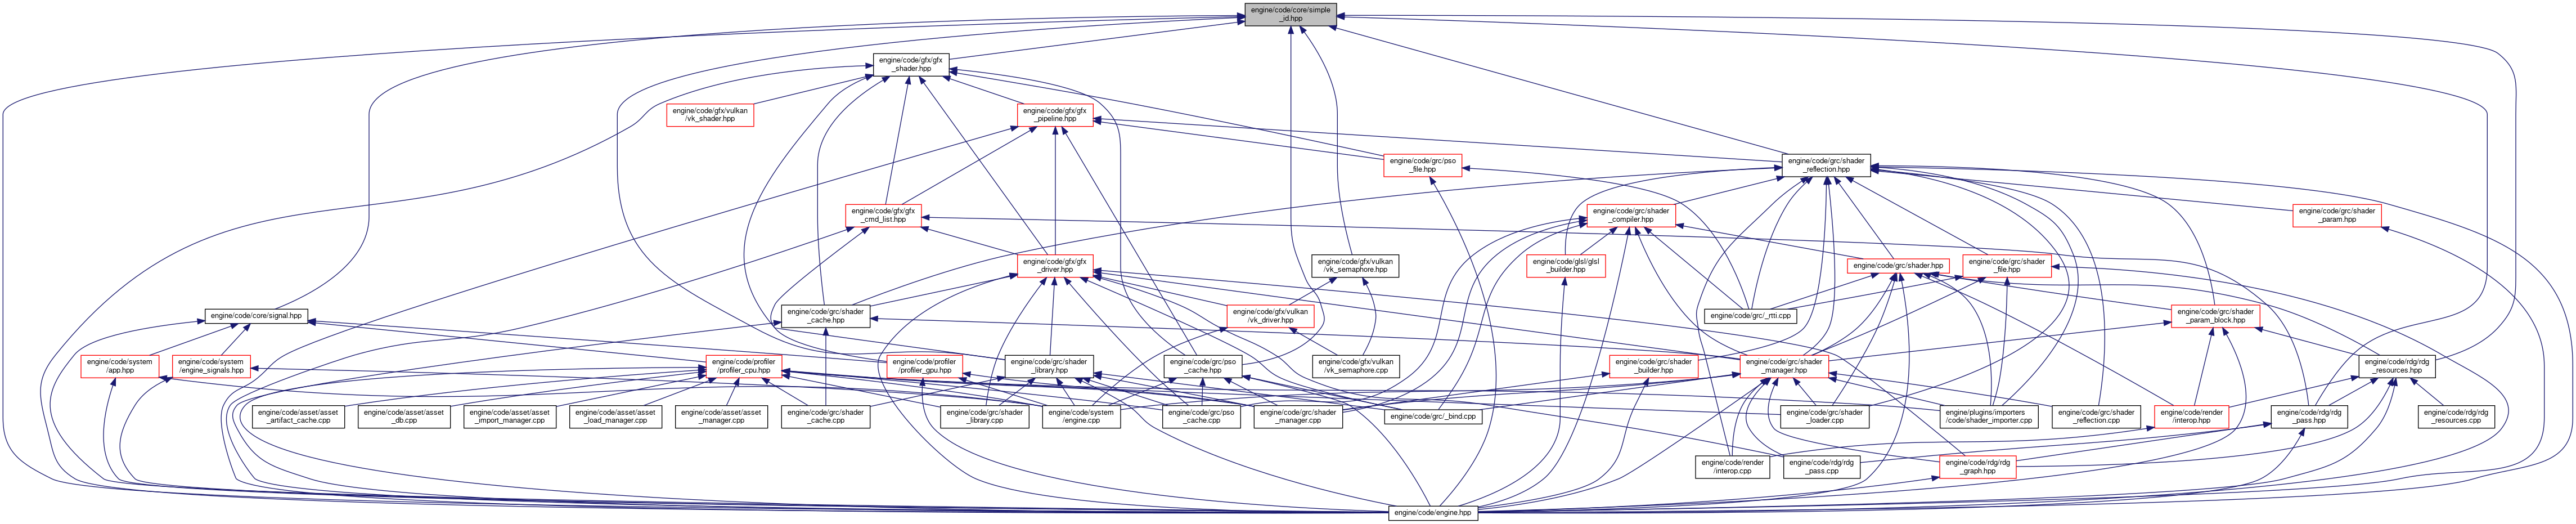 engine/code/core/simple
_id.hpp
engine/code/gfx/gfx
_shader.hpp
engine/code/gfx/vulkan
/vk_shader.hpp
engine/code/gfx/gfx
_pipeline.hpp
engine/code/grc/pso
_file.hpp
engine/code/grc/shader
_reflection.hpp
engine/code/gfx/gfx
_cmd_list.hpp
engine/code/grc/shader
_compiler.hpp
engine/code/grc/shader
_param.hpp
engine/code/gfx/gfx
_driver.hpp
engine/code/gfx/vulkan
/vk_semaphore.hpp
engine/code/glsl/glsl
_builder.hpp
engine/code/grc/shader.hpp
engine/code/grc/shader
_file.hpp
engine/code/core/signal.hpp
engine/code/grc/shader
_cache.hpp
engine/code/gfx/vulkan
/vk_driver.hpp
engine/code/grc/_rtti.cpp
engine/code/grc/shader
_param_block.hpp
engine/code/system
/app.hpp
engine/code/system
/engine_signals.hpp
engine/code/profiler
/profiler_cpu.hpp
engine/code/profiler
/profiler_gpu.hpp
engine/code/grc/shader
_library.hpp
engine/code/grc/pso
_cache.hpp
engine/code/gfx/vulkan
/vk_semaphore.cpp
engine/code/grc/shader
_builder.hpp
engine/code/grc/shader
_manager.hpp
engine/code/rdg/rdg
_resources.hpp
engine/code/asset/asset
_artifact_cache.cpp
engine/code/asset/asset
_db.cpp
engine/code/asset/asset
_import_manager.cpp
engine/code/asset/asset
_load_manager.cpp
engine/code/asset/asset
_manager.cpp
engine/code/grc/shader
_cache.cpp
engine/code/grc/shader
_library.cpp
engine/code/system
/engine.cpp
engine/code/grc/pso
_cache.cpp
engine/code/grc/shader
_manager.cpp
engine/code/grc/_bind.cpp
engine/code/grc/shader
_loader.cpp
engine/plugins/importers
/code/shader_importer.cpp
engine/code/grc/shader
_reflection.cpp
engine/code/render
/interop.hpp
engine/code/rdg/rdg
_pass.hpp
engine/code/rdg/rdg
_resources.cpp
engine/code/render
/interop.cpp
engine/code/rdg/rdg
_pass.cpp
engine/code/rdg/rdg
_graph.hpp
engine/code/engine.hpp